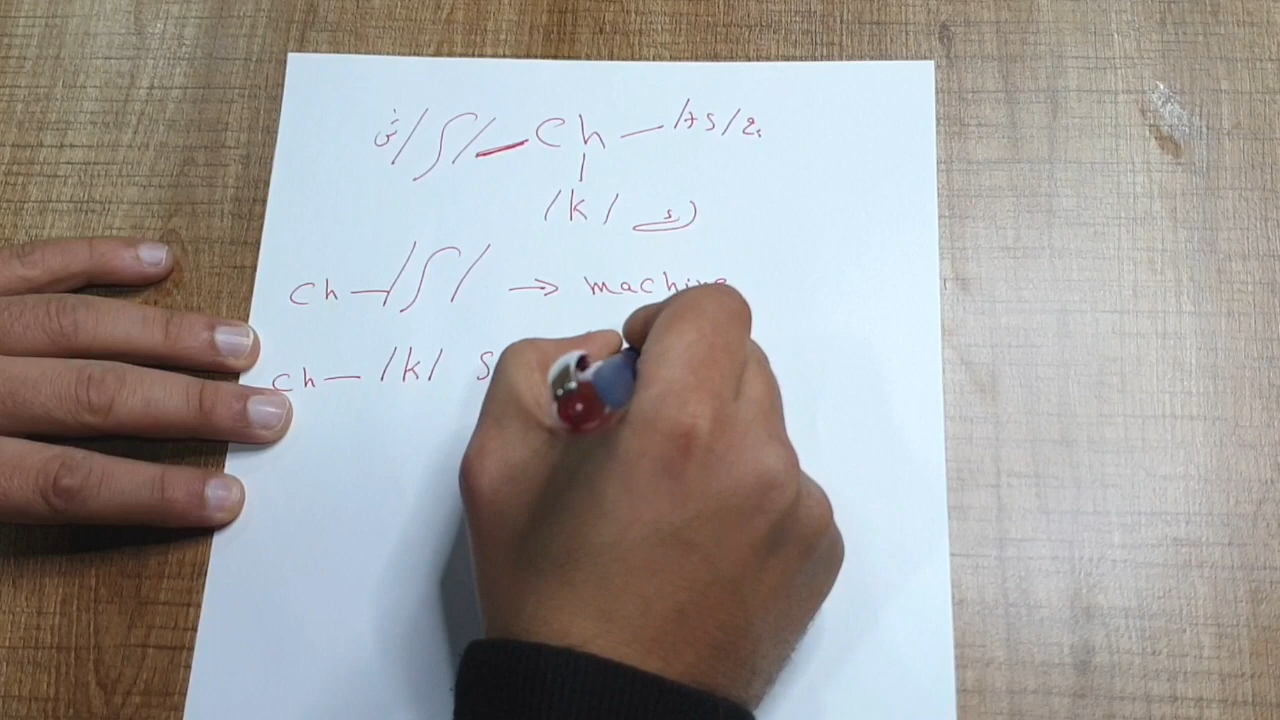 ش /ʃ/ — Ch — /tS/ چ
/k/ ك
Ch — /ʃ/ → machine
Ch — /k/ S